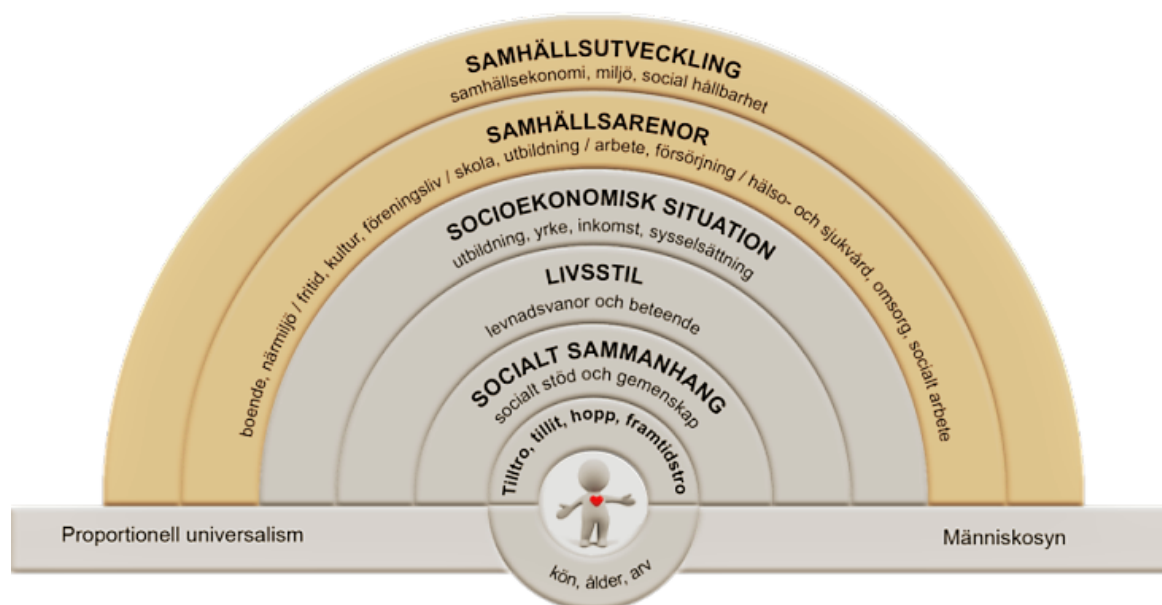 SAMHÄLLSUTVECKLING
samhällsekonomi, miljö, social hållbarhet
SAMHÄLLSARENOR
boende, närmiljö / fritid, kultur, föreningsliv / skola, utbildning / arbete, försörjning / hälso- och sjukvård, omsorg, socialt arbete
SOCIOEKONOMISK SITUATION
utbildning, yrke, inkomst, sysselsättning
LIVSSTIL
levnadsvanor och beteende
SOCIALT SAMMANHANG
socialt stöd och gemenskap
Tilltro, tillit, hopp, framtidstro
Proportionell universalism
Människosyn
kön, ålder, arv